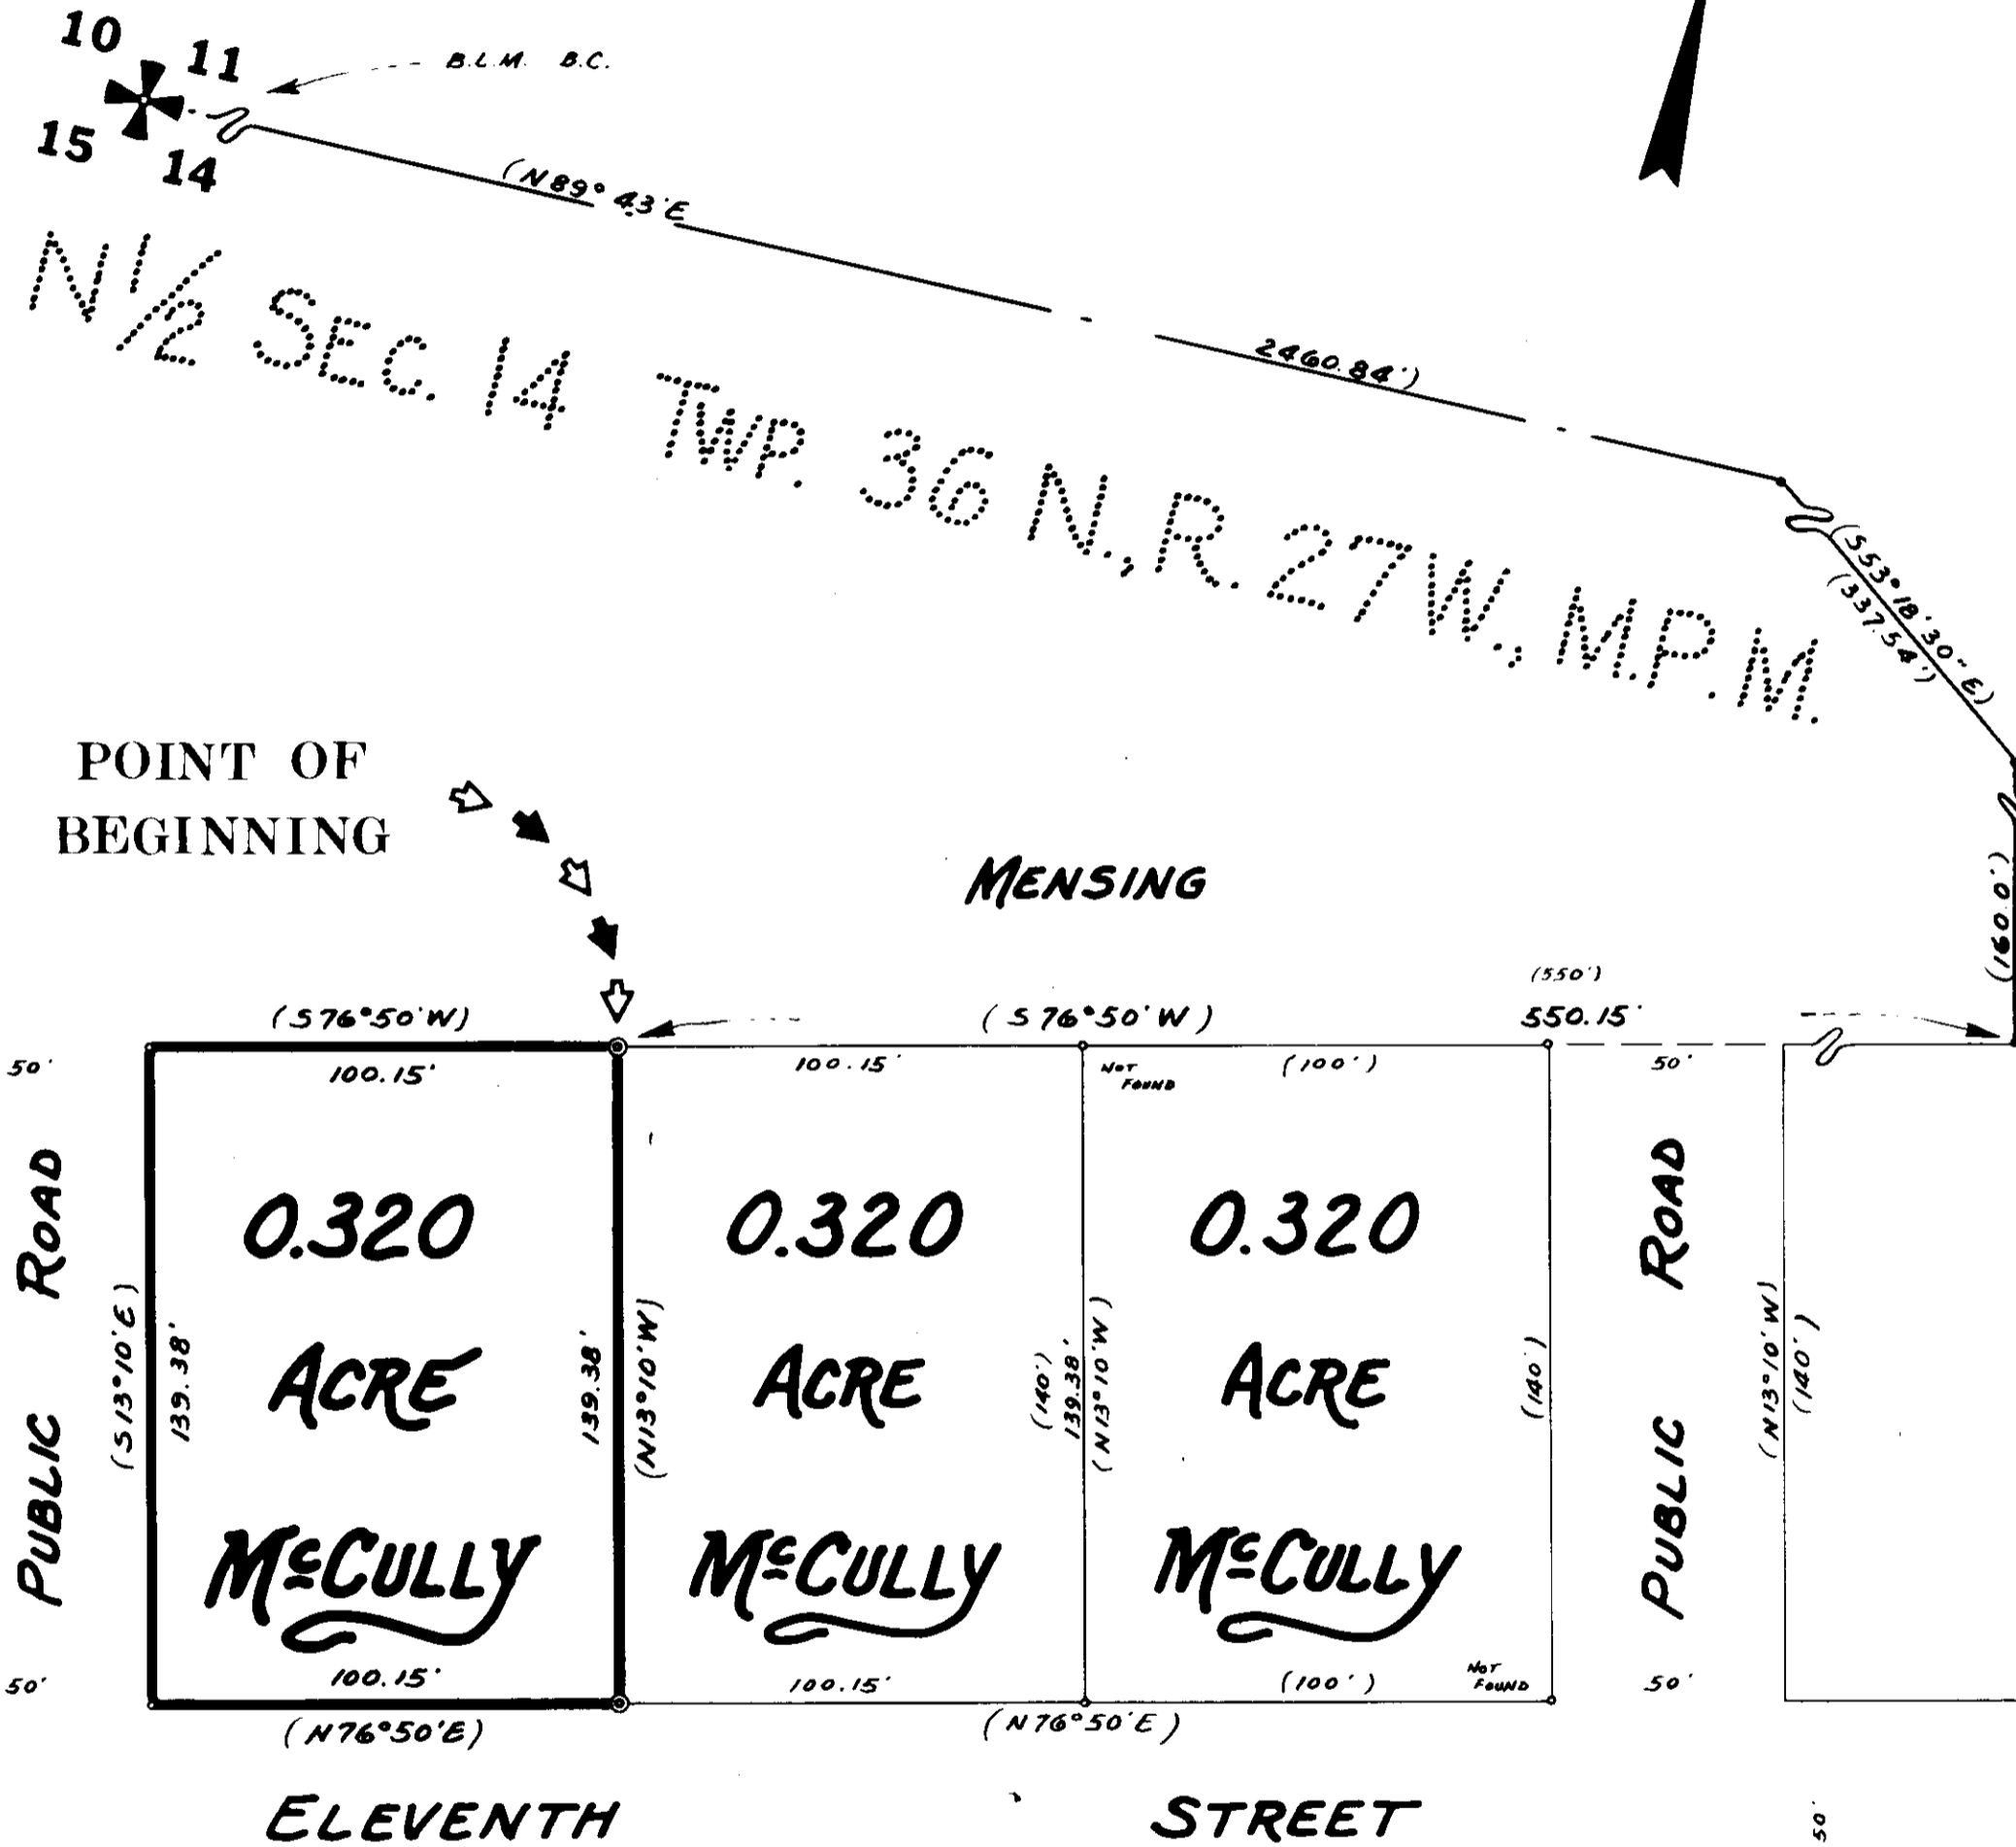 10
11
B.L.M. B.C.
15
14
(N89°43'E
2460.84')
N1/2 SEC. 14 TWP. 36 N., R. 27 W., M.P.M.
(S53°18'30"E)
(337.54')
(160.0')
POINT OF
BEGINNING
MENSING
(550')
(S76°50'W)
(S76°50'W)
550.15'
50'
100.15'
100.15'
NOT
FOUND
(100')
50'
PUBLIC ROAD
(S13°10'E)
139.38'
0.320
ACRE
McCULLY
139.38'
(N13°10'W)
0.320
ACRE
McCULLY
(140')
139.38'
(N13°10'W)
0.320
ACRE
McCULLY
(140')
PUBLIC ROAD
(N13°10'W)
(140')
50'
100.15'
100.15'
(100')
NOT
FOUND
50'
(N76°50'E)
(N76°50'E)
ELEVENTH STREET
50'